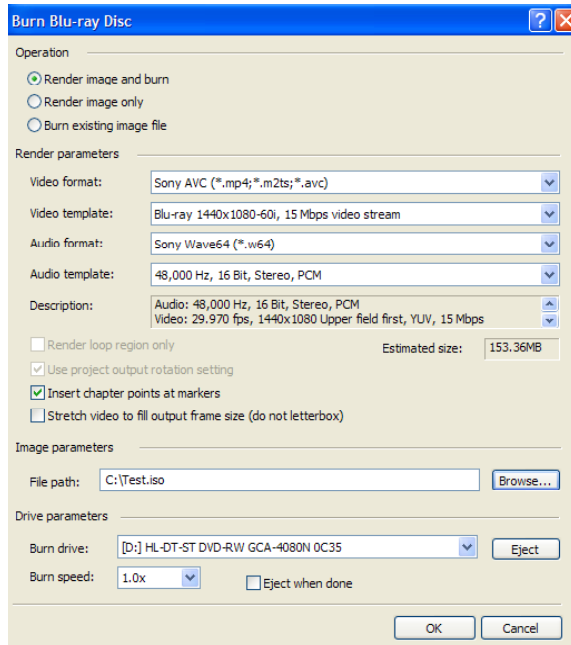 Burn Blu-ray Disc
Operation
Render image and burn
Render image only
Burn existing image file
Render parameters
Video format: Sony AVC (*.mp4;*.m2ts;*.avc)
Video template: Blu-ray 1440x1080-60i, 15 Mbps video stream
Audio format: Sony Wave64 (*.w64)
Audio template: 48,000 Hz, 16 Bit, Stereo, PCM
Description: Audio: 48,000 Hz, 16 Bit, Stereo, PCM
Video: 29.970 fps, 1440x1080 Upper field first, YUV, 15 Mbps
Render loop region only Estimated size: 153.36MB
Use project output rotation setting
Insert chapter points at markers
Stretch video to fill output frame size (do not letterbox)
Image parameters
File path: C:\Test.iso Browse...
Drive parameters
Burn drive: [D:] HL-DT-ST DVD-RW GCA-4080N 0C35 Eject
Burn speed: 1.0x Eject when done
OK Cancel